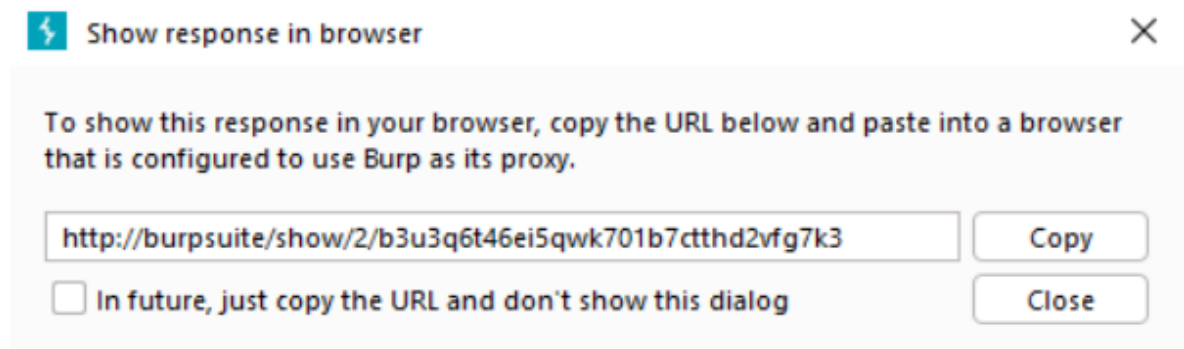 Show response in browser
To show this response in your browser, copy the URL below and paste into a browser
that is configured to use Burp as its proxy.
http://burpsuite/show/2/b3u3q6t46ei5qwk701b7ctthd2vfg7k3
Copy
In future, just copy the URL and don't show this dialog
Close